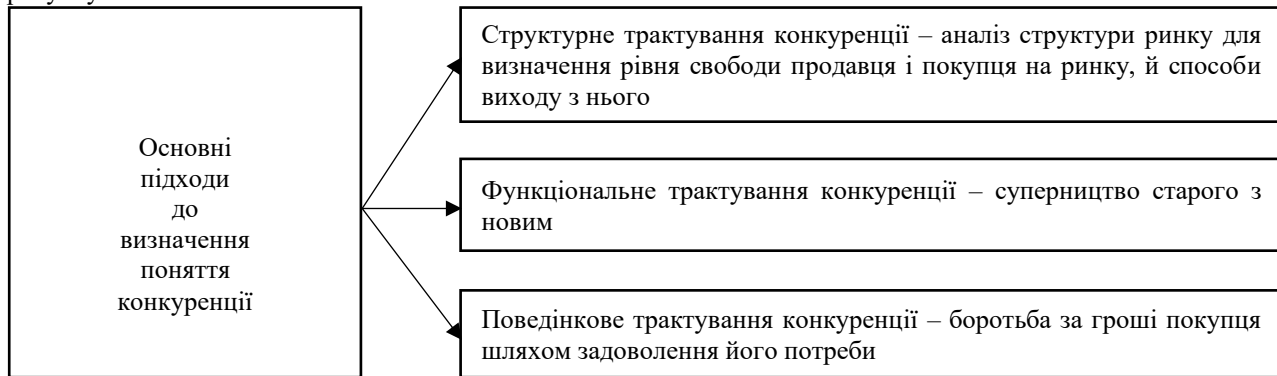 Основні
підходи
до
визначення
поняття
конкуренції
Структурне трактування конкуренції – аналіз структури ринку для
визначення рівня свободи продавця і покупця на ринку, й способи
виходу з нього
Функціональне трактування конкуренції – суперництво старого з
новим
Поведінкове трактування конкуренції – боротьба за гроші покупця
шляхом задоволення його потреби